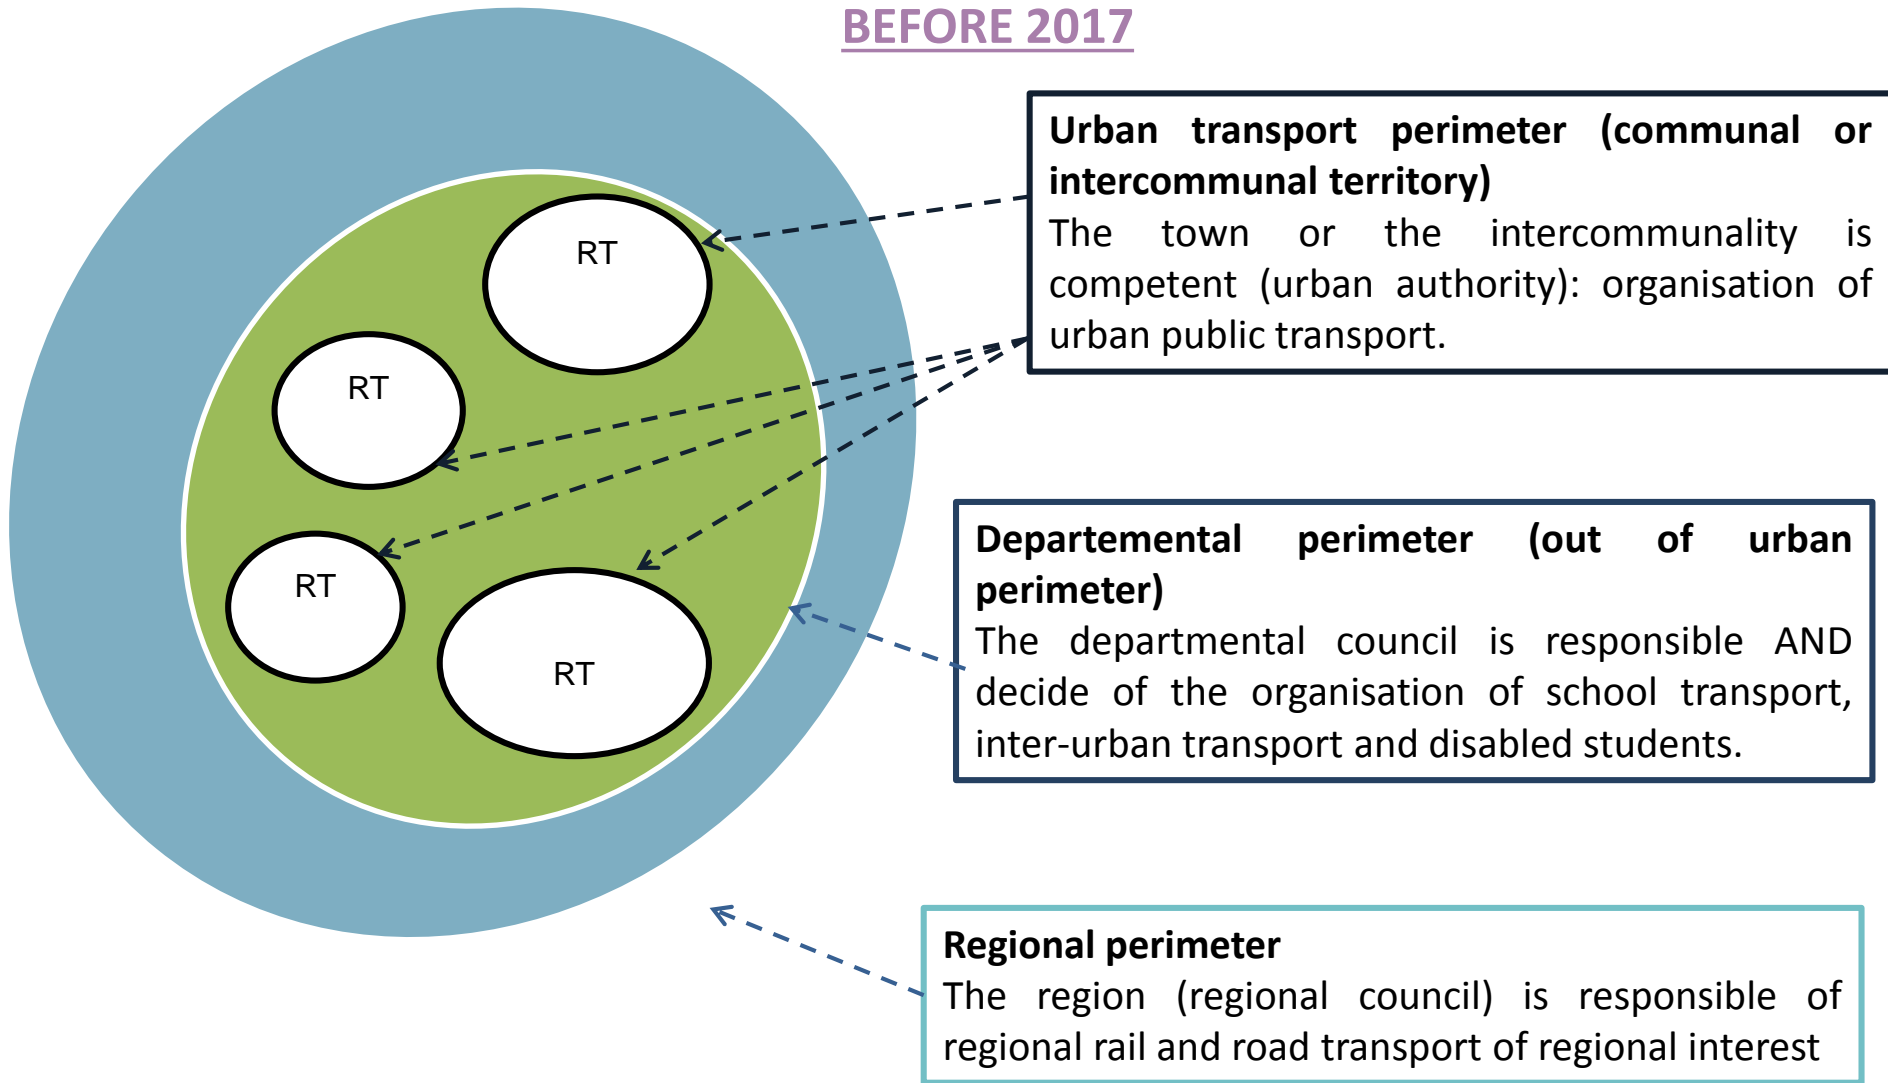 BEFORE 2017
Urban transport perimeter (communal or
intercommunal territory)
The town or the intercommunality is
competent (urban authority): organisation of
urban public transport.
RT
RT
RT
RT
Departemental perimeter (out of urban
perimeter)
The departmental council is responsible AND
decide of the organisation of school transport,
inter-urban transport and disabled students.
Regional perimeter
The region (regional council) is responsible of
regional rail and road transport of regional interest